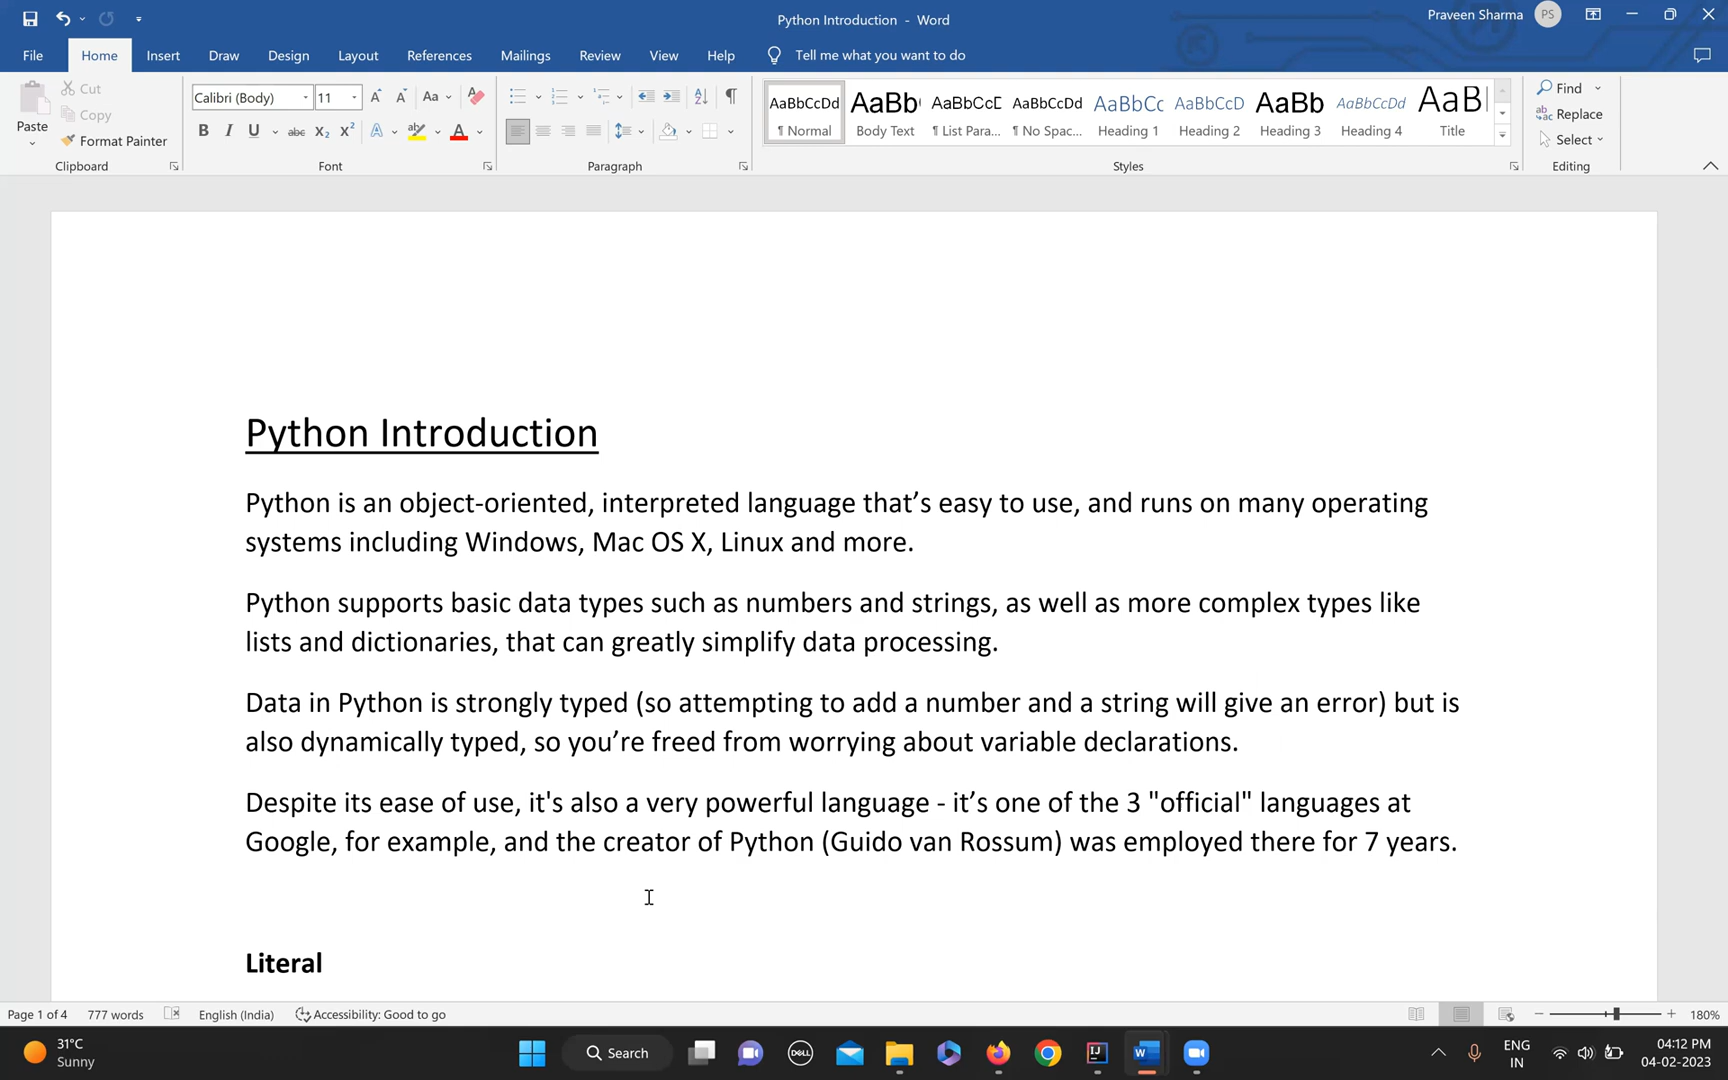 Python Introduction - Word
Praveen Sharma
PS
File
Home
Insert
Draw
Design
Layout
References
Mailings
Review
View
Help
Tell me what you want to do
Paste
Cut
Copy
Format Painter
Clipboard
Calibri (Body)
11
Aa
B I U abc X₂ X²
A
Font
Paragraph
AaBbCcDd
¶ Normal
AaBb(
Body Text
AaBbCcD
¶ List Para...
AaBbCcDd
¶ No Spac...
AaBbCc
Heading 1
AaBbCcD
Heading 2
AaBb
Heading 3
AaBbCcDd
Heading 4
AaB
Title
Styles
Find
Replace
Select
Editing
Python Introduction
Python is an object-oriented, interpreted language that’s easy to use, and runs on many operating
systems including Windows, Mac OS X, Linux and more.
Python supports basic data types such as numbers and strings, as well as more complex types like
lists and dictionaries, that can greatly simplify data processing.
Data in Python is strongly typed (so attempting to add a number and a string will give an error) but is
also dynamically typed, so you’re freed from worrying about variable declarations.
Despite its ease of use, it's also a very powerful language - it’s one of the 3 "official" languages at
Google, for example, and the creator of Python (Guido van Rossum) was employed there for 7 years.
Literal
Page 1 of 4
777 words
English (India)
Accessibility: Good to go
180%
31°C
Sunny
Search
DELL
IJ
W
ENG
IN
04:12 PM
04-02-2023